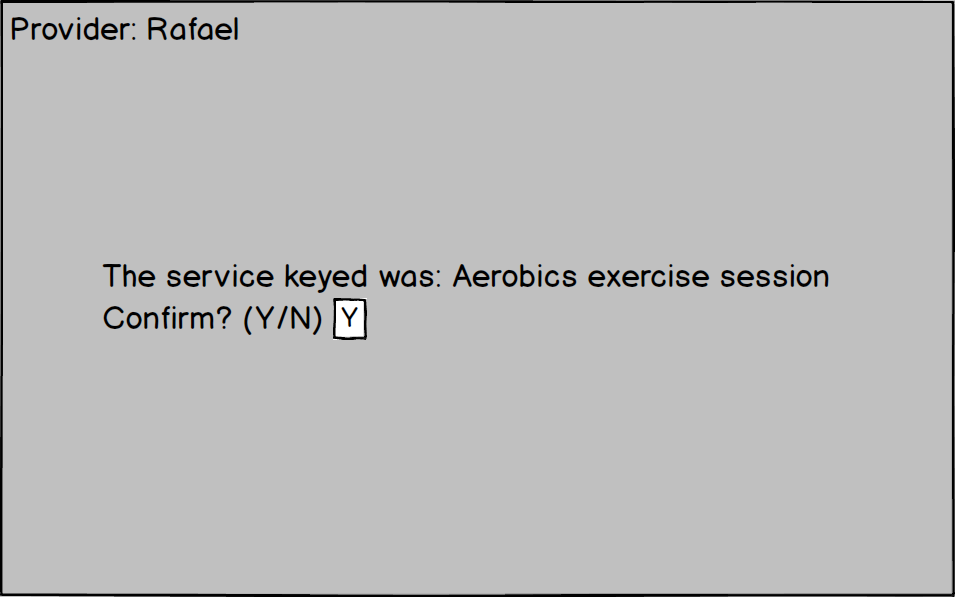 Provider: Rafael
The service keyed was: Aerobics exercise session
Confirm? (Y/N) Y